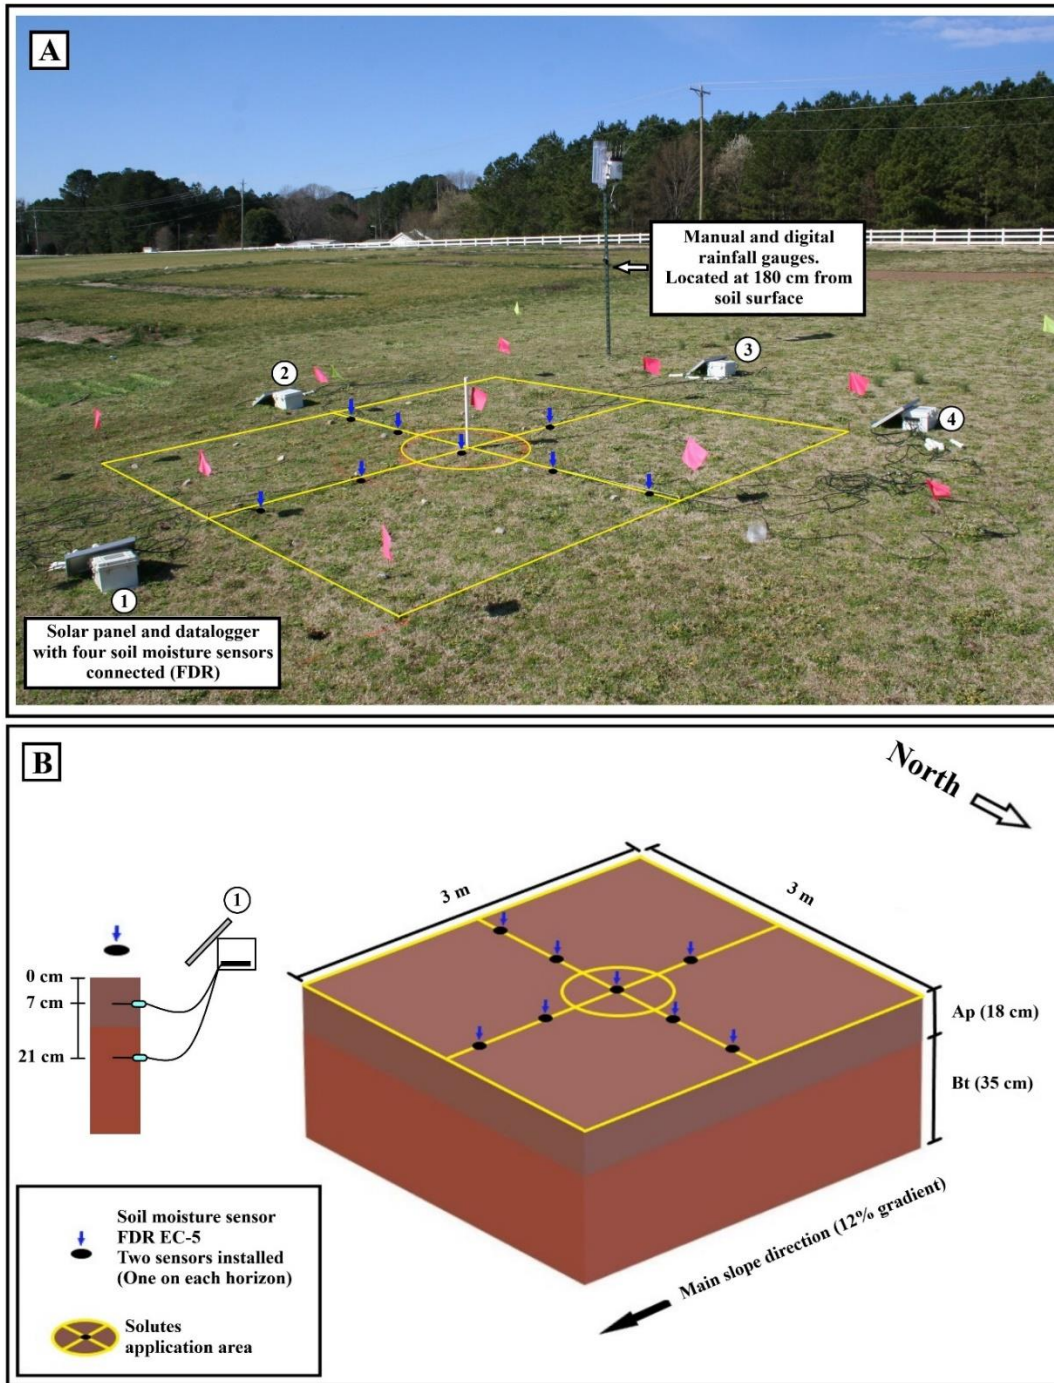 A
Manual and digital
rainfall gauges.
Located at 180 cm from
soil surface
2
3
4
1
Solar panel and datalogger
with four soil moisture sensors
connected (FDR)
B
North
3 m
3 m
1
0 cm
7 cm
21 cm
Ap (18 cm)
Bt (35 cm)
Main slope direction (12% gradient)
Soil moisture sensor
FDR EC-5
Two sensors installed
(One on each horizon)
Solutes
application area